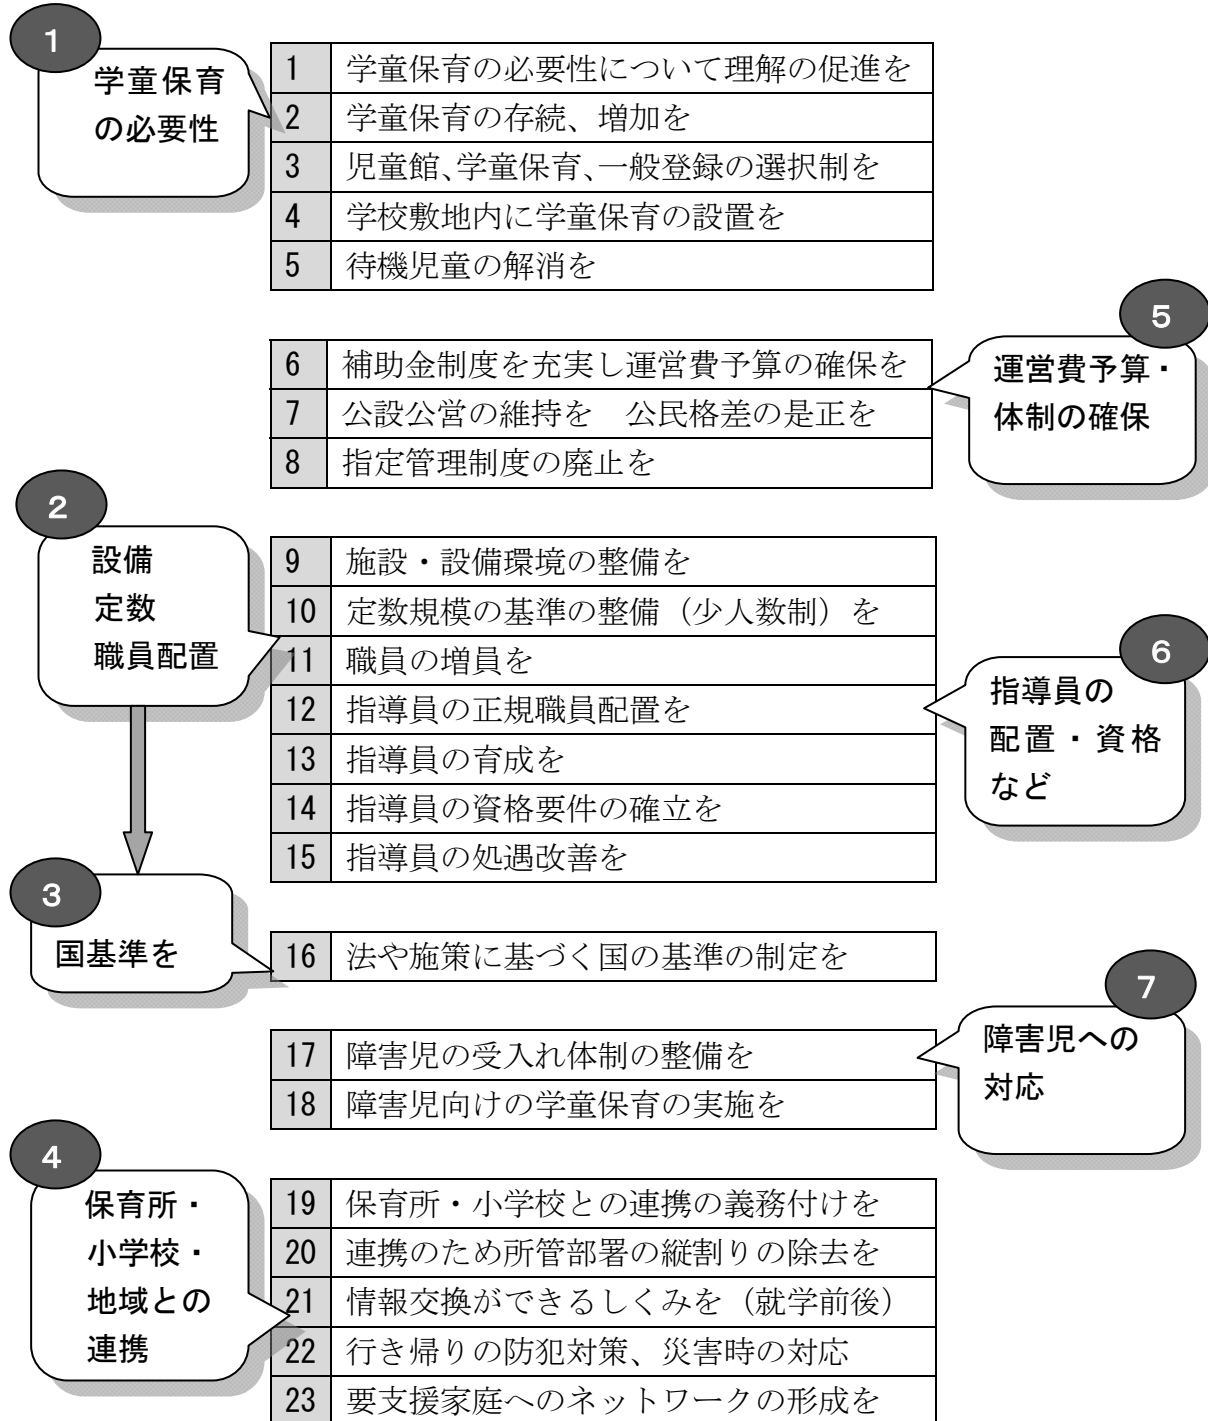 1
学童保育
の必要性
1 学童保育の必要性について理解の促進を
2 学童保育の存続、増加を
3 児童館、学童保育、一般登録の選択制を
4 学校敷地内に学童保育の設置を
5 待機児童の解消を
5
運営費予算・
体制の確保
6 補助金制度を充実し運営費予算の確保を
7 公設公営の維持を　公民格差の是正を
8 指定管理制度の廃止を
2
設備
定数
職員配置
9 施設・設備環境の整備を
10 定数規模の基準の整備（少人数制）を
11 職員の増員を
12 指導員の正規職員配置を
13 指導員の育成を
14 指導員の資格要件の確立を
15 指導員の処遇改善を
6
指導員の
配置・資格
など
3
国基準を
16 法や施策に基づく国の基準の制定を
7
障害児への
対応
17 障害児の受入れ体制の整備を
18 障害児向けの学童保育の実施を
4
保育所・
小学校・
地域との
連携
19 保育所・小学校との連携の義務付けを
20 連携のため所管部署の縦割りの除去を
21 情報交換ができるしくみを（就学前後）
22 行き帰りの防犯対策、災害時の対応
23 要支援家庭へのネットワークの形成を